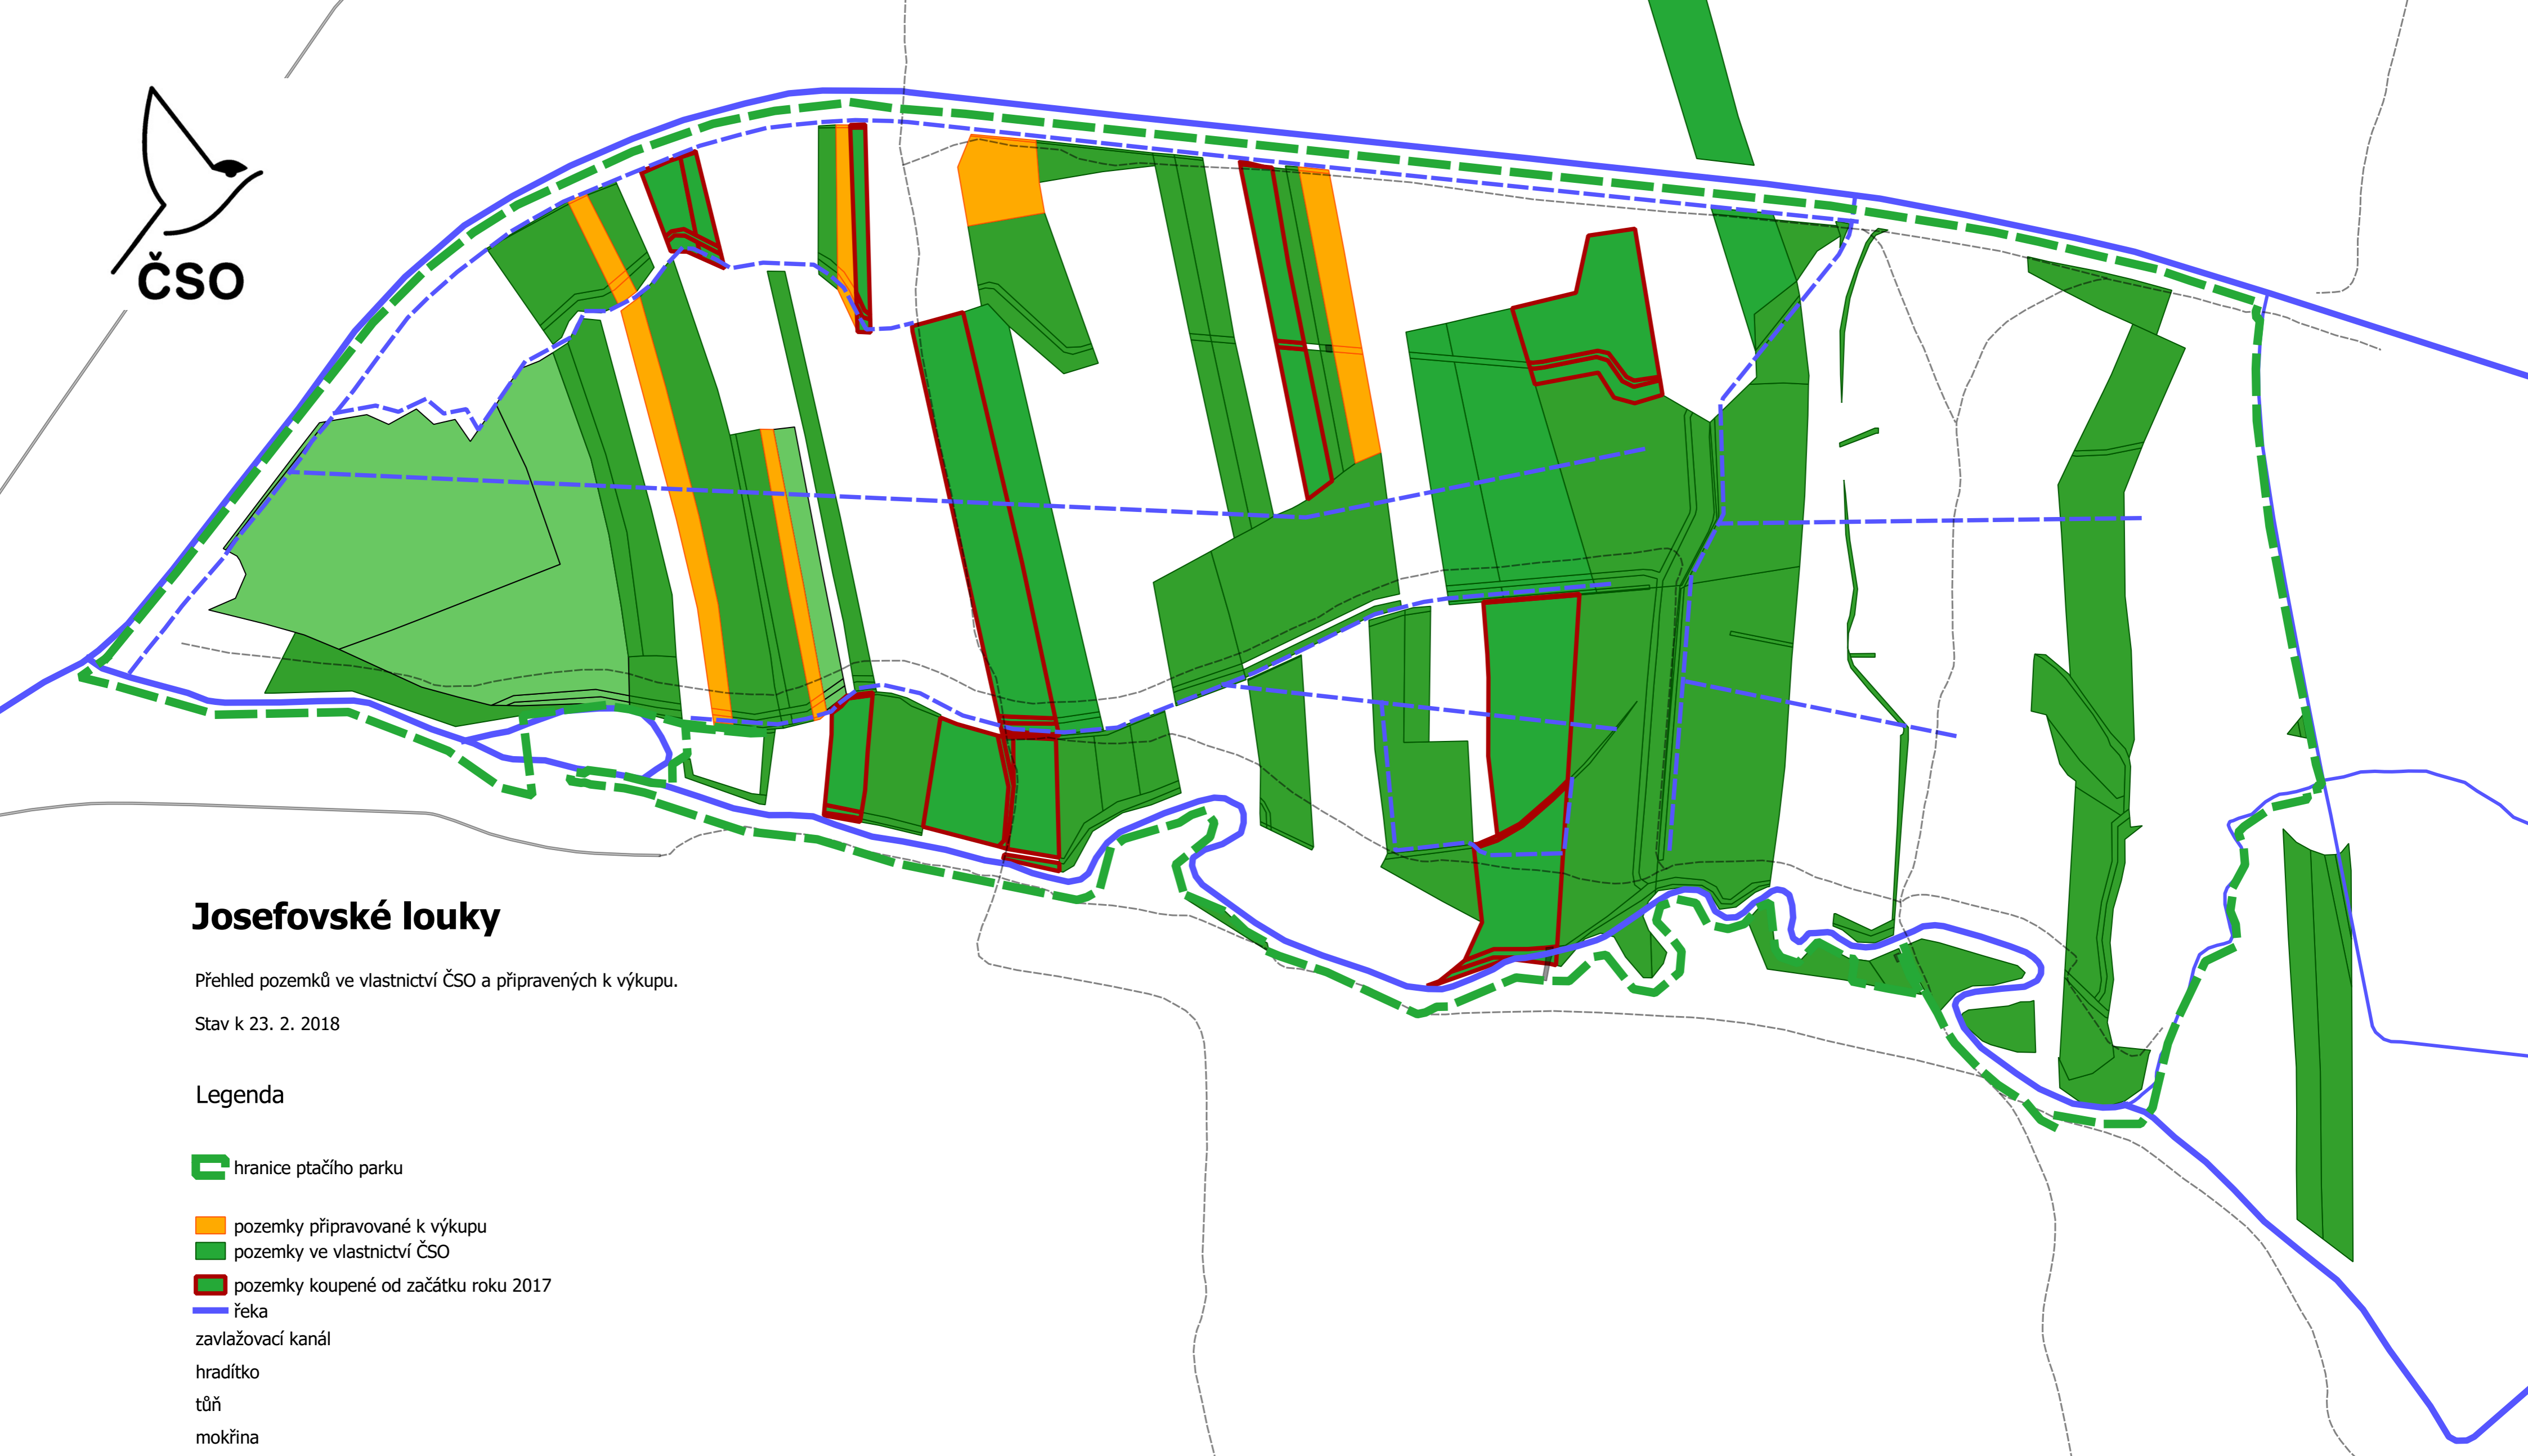 ČSO
Josefovské louky
Přehled pozemků ve vlastnictví ČSO a připravených k výkupu.
Stav k 23. 2. 2018
Legenda
hranice ptačího parku
pozemky připravované k výkupu
pozemky ve vlastnictví ČSO
pozemky koupené od začátku roku 2017
řeka
zavlažovací kanál
hradítko
tůň
mokřina